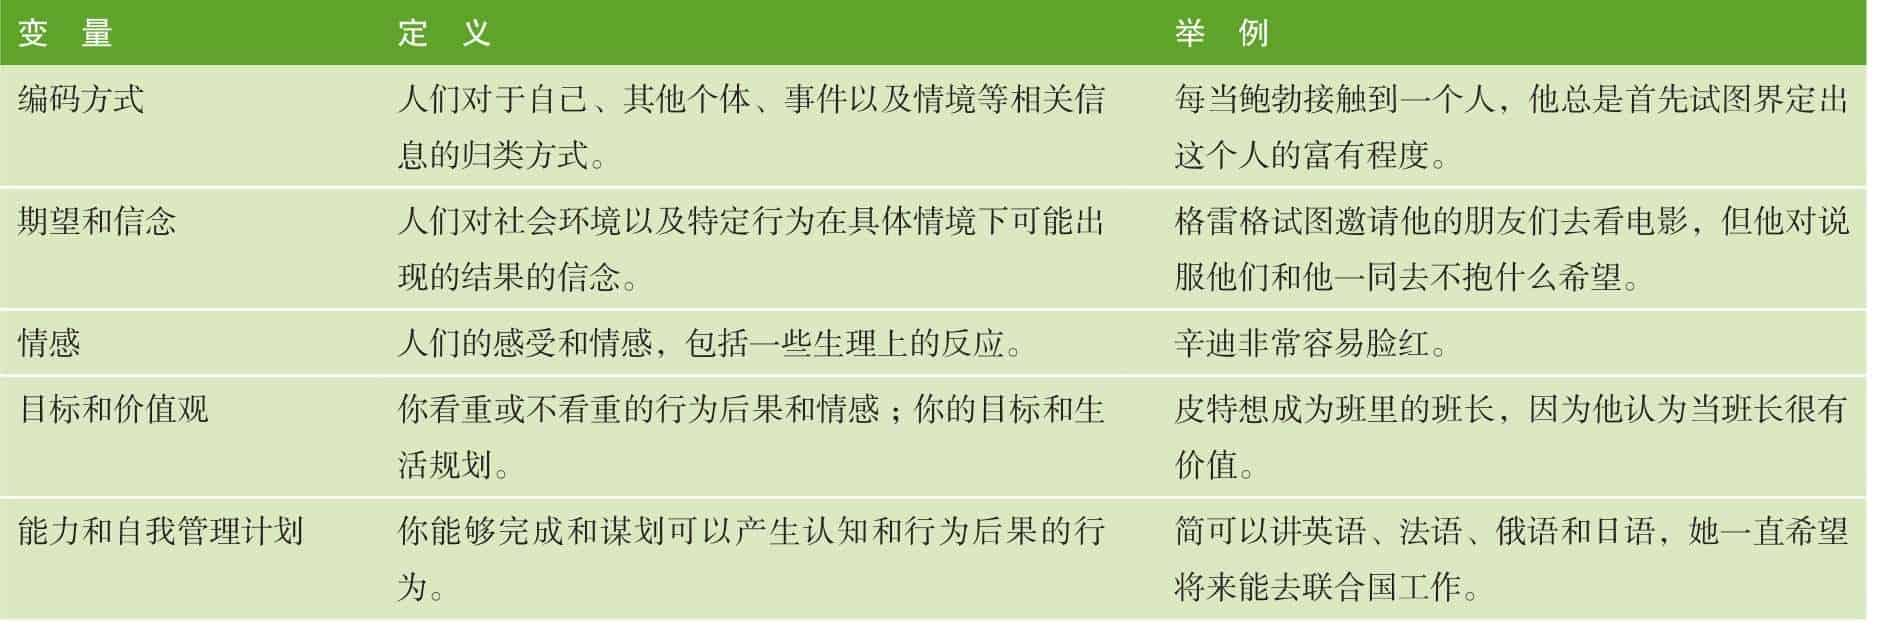 变 量 定 义 举 例
编码方式 人们对于自己、其他个体、事件以及情境等相关信 每当鲍勃接触到一个人，他总是首先试图界定出
息的归类方式。 这个人的富有程度。
期望和信念 人们对社会环境以及特定行为在具体情境下可能出 格雷格试图邀请他的朋友们去看电影，但他对说
现的结果的信念。 服他们和他一同去不抱什么希望。
情感 人们的感受和情感，包括一些生理上的反应。 辛迪非常容易脸红。
目标和价值观 你看重或不看重的行为后果和情感；你的目标和生 皮特想成为班里的班长，因为他认为当班长很有
活规划。 价值。
能力和自我管理计划 你能够完成和谋划可以产生认知和行为后果的行 简可以讲英语、法语、俄语和日语，她一直希望
为。 将来能去联合国工作。